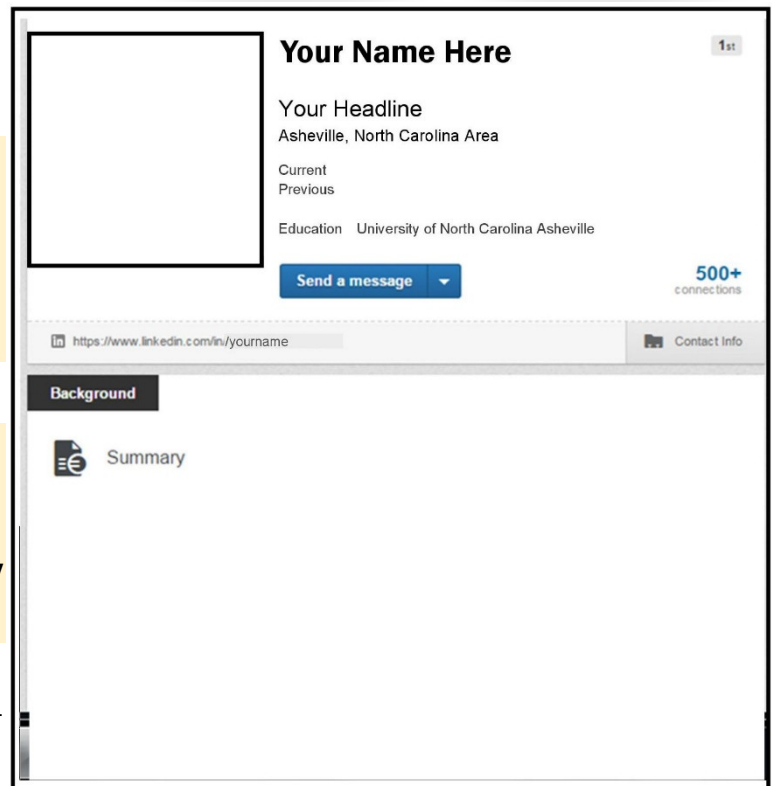 Your Name Here
1st
Your Headline
Asheville, North Carolina Area
Current
Previous
Education University of North Carolina Asheville
Send a message
500+
connections
https://www.linkedin.com/in/yourname
Contact Info
Background
Summary